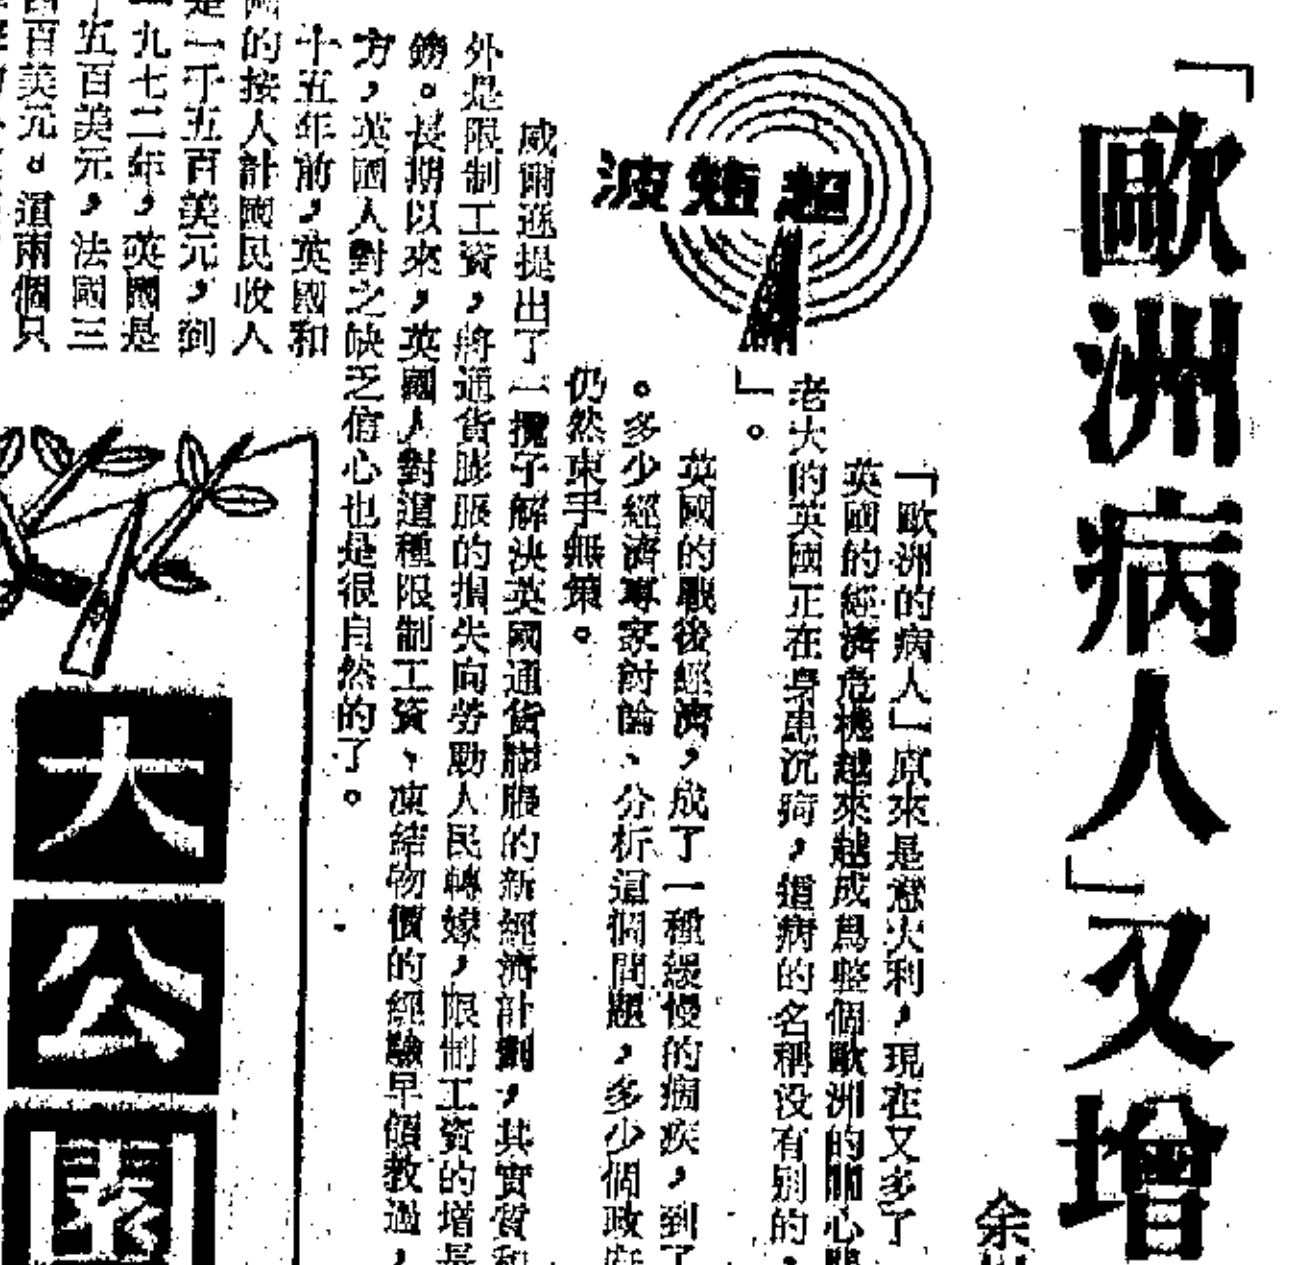 「歐洲病人」又增
余
超短波
「歐洲的病人」原來是意大利，現在又多了
英國的經濟危機越來越成爲整個歐洲的關心
老大的英國正在身患沉疴，這病的名稱没有别的，
」。
英國的戰後經濟，成了一種緩慢的痼疾，到了
。多少經濟專家討論、分析這個問題，多少個政府
仍然束手無策。
威爾遜提出了一攬子解決英國通貨膨脹的新經濟計劃，其實質和
外是限制工資，將通貨膨脹的損失向勞動人民轉嫁，限制工資的增長
鎊。長期以來，英國人對這種限制工資、凍結物價的經驗早領教過，
方，英國人對之缺乏信心也是很自然的了。
十五年前，英國和
的按人計國民收入
是一千五百美元，到
一九七二年，英國是
五百美元，法國三
百美元。這兩個只
大公園